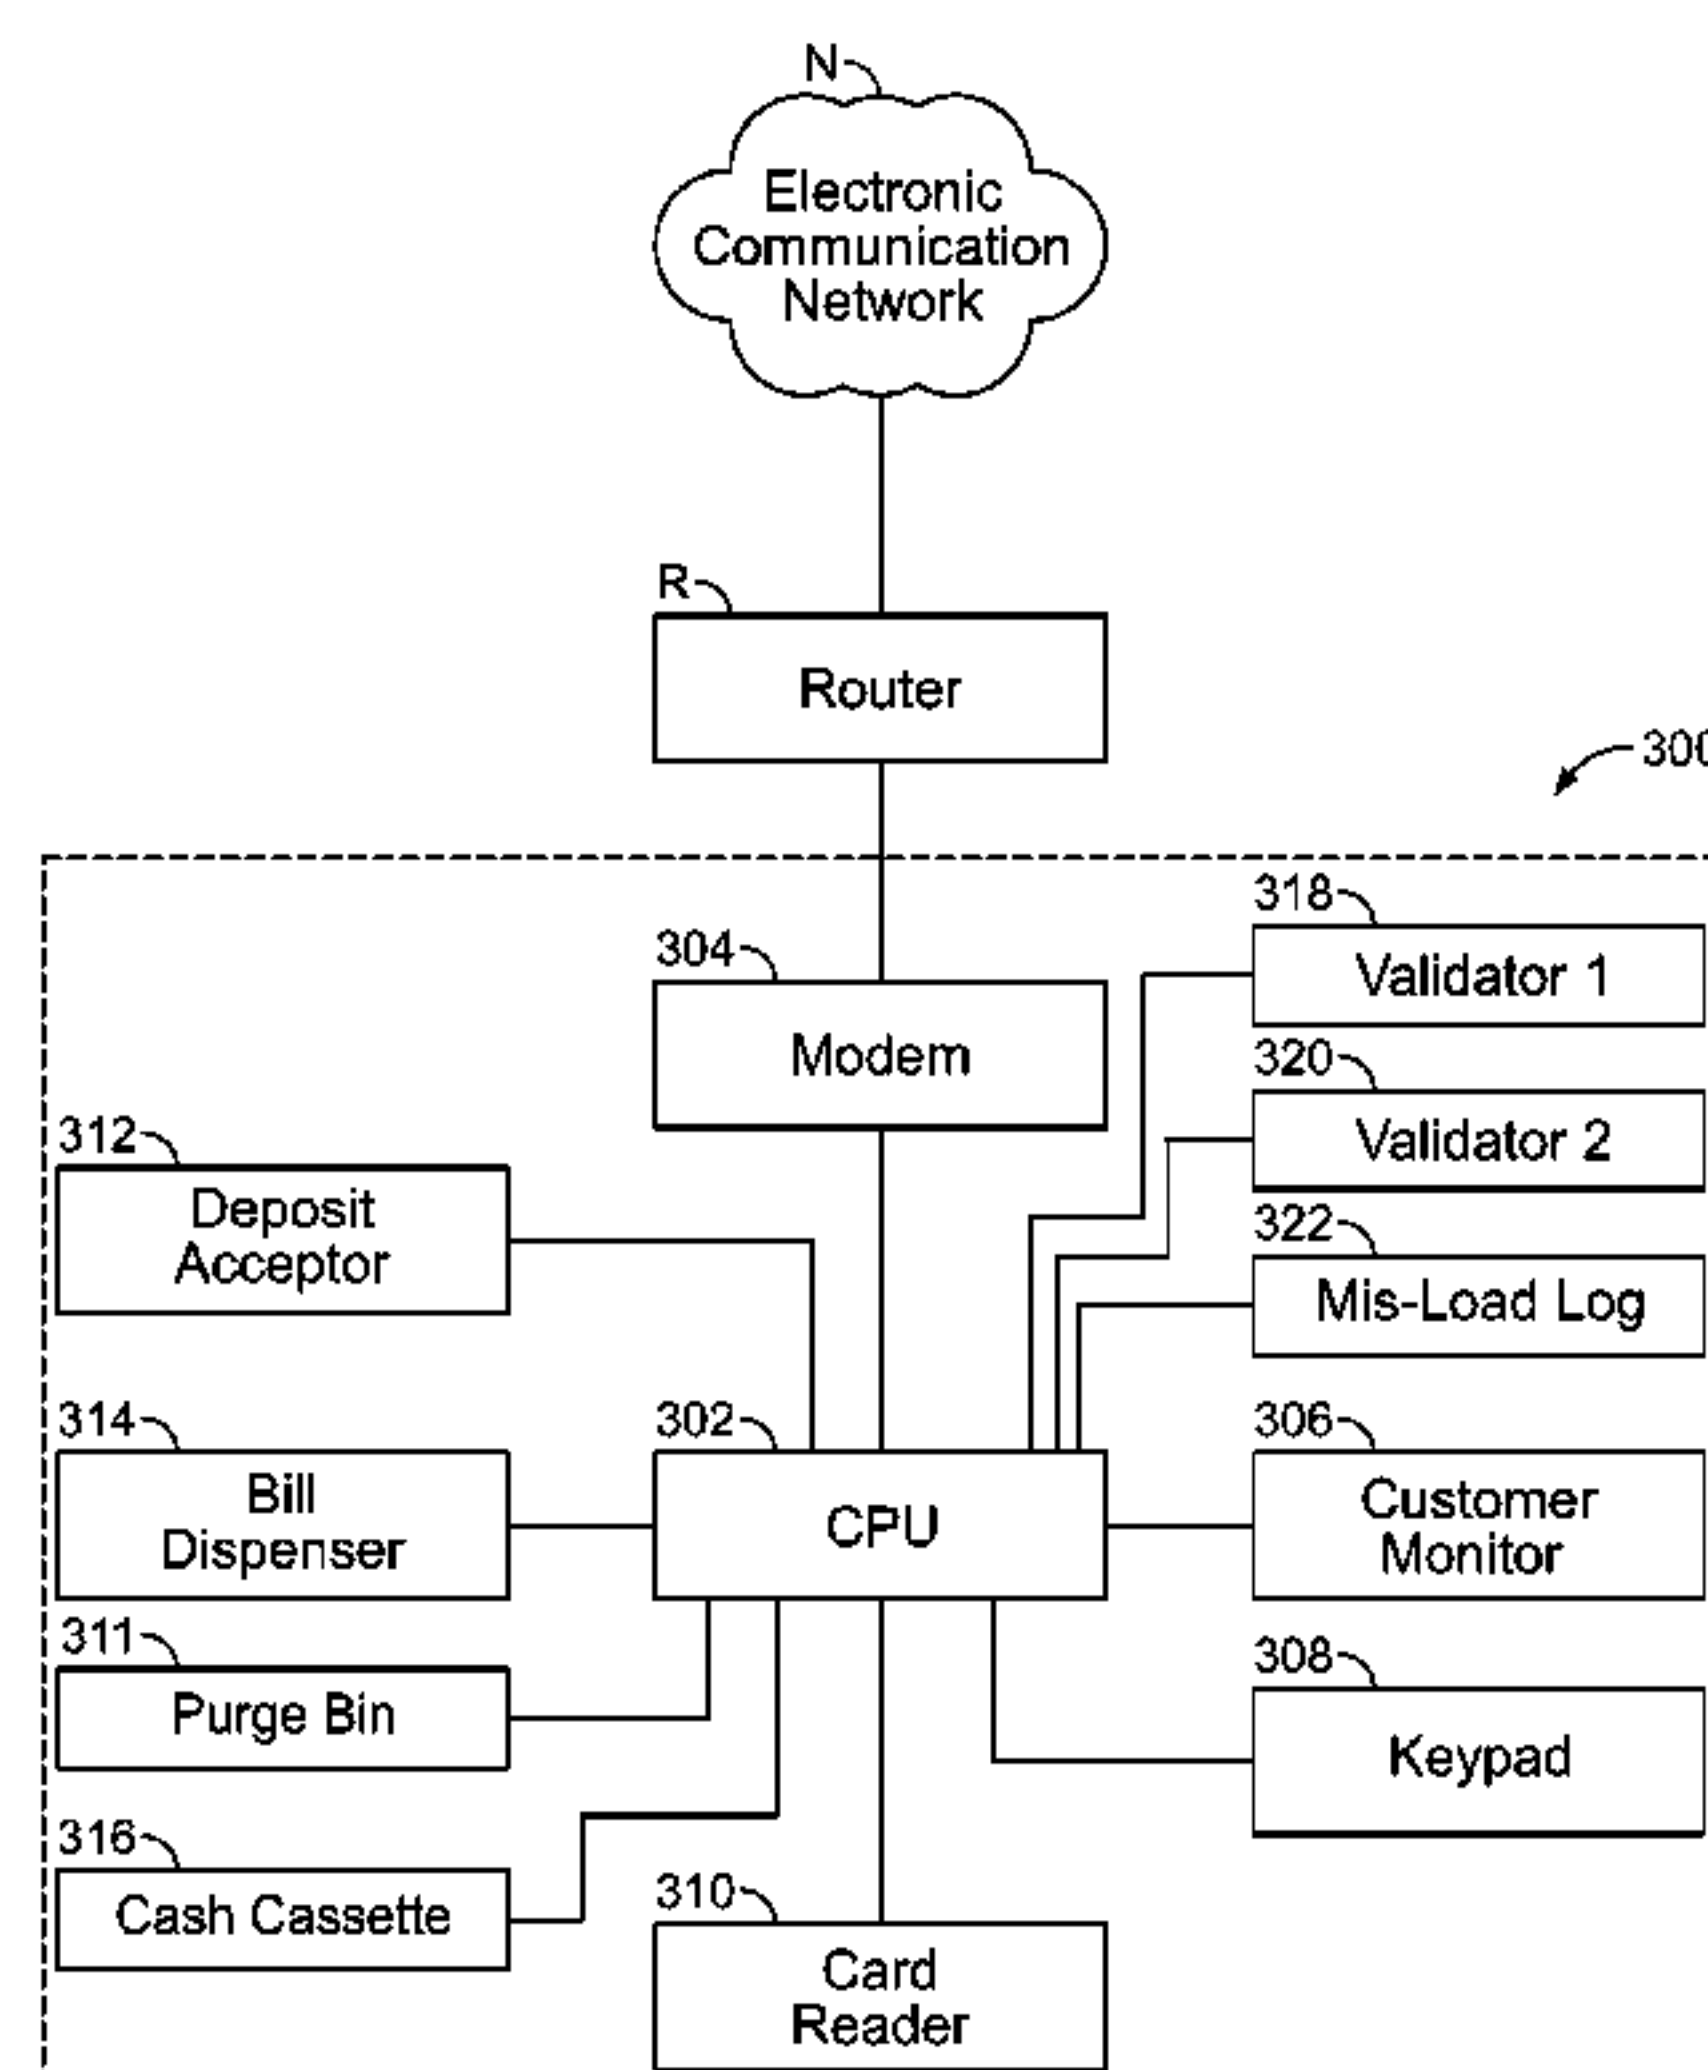 N
Electronic
Communication
Network
R
Router
300
318
Validator 1
304
Modem
320
Validator 2
312
Deposit
Acceptor
322
Mis-Load Log
314
Bill
Dispenser
302
CPU
306
Customer
Monitor
311
Purge Bin
308
Keypad
316
Cash Cassette
310
Card
Reader